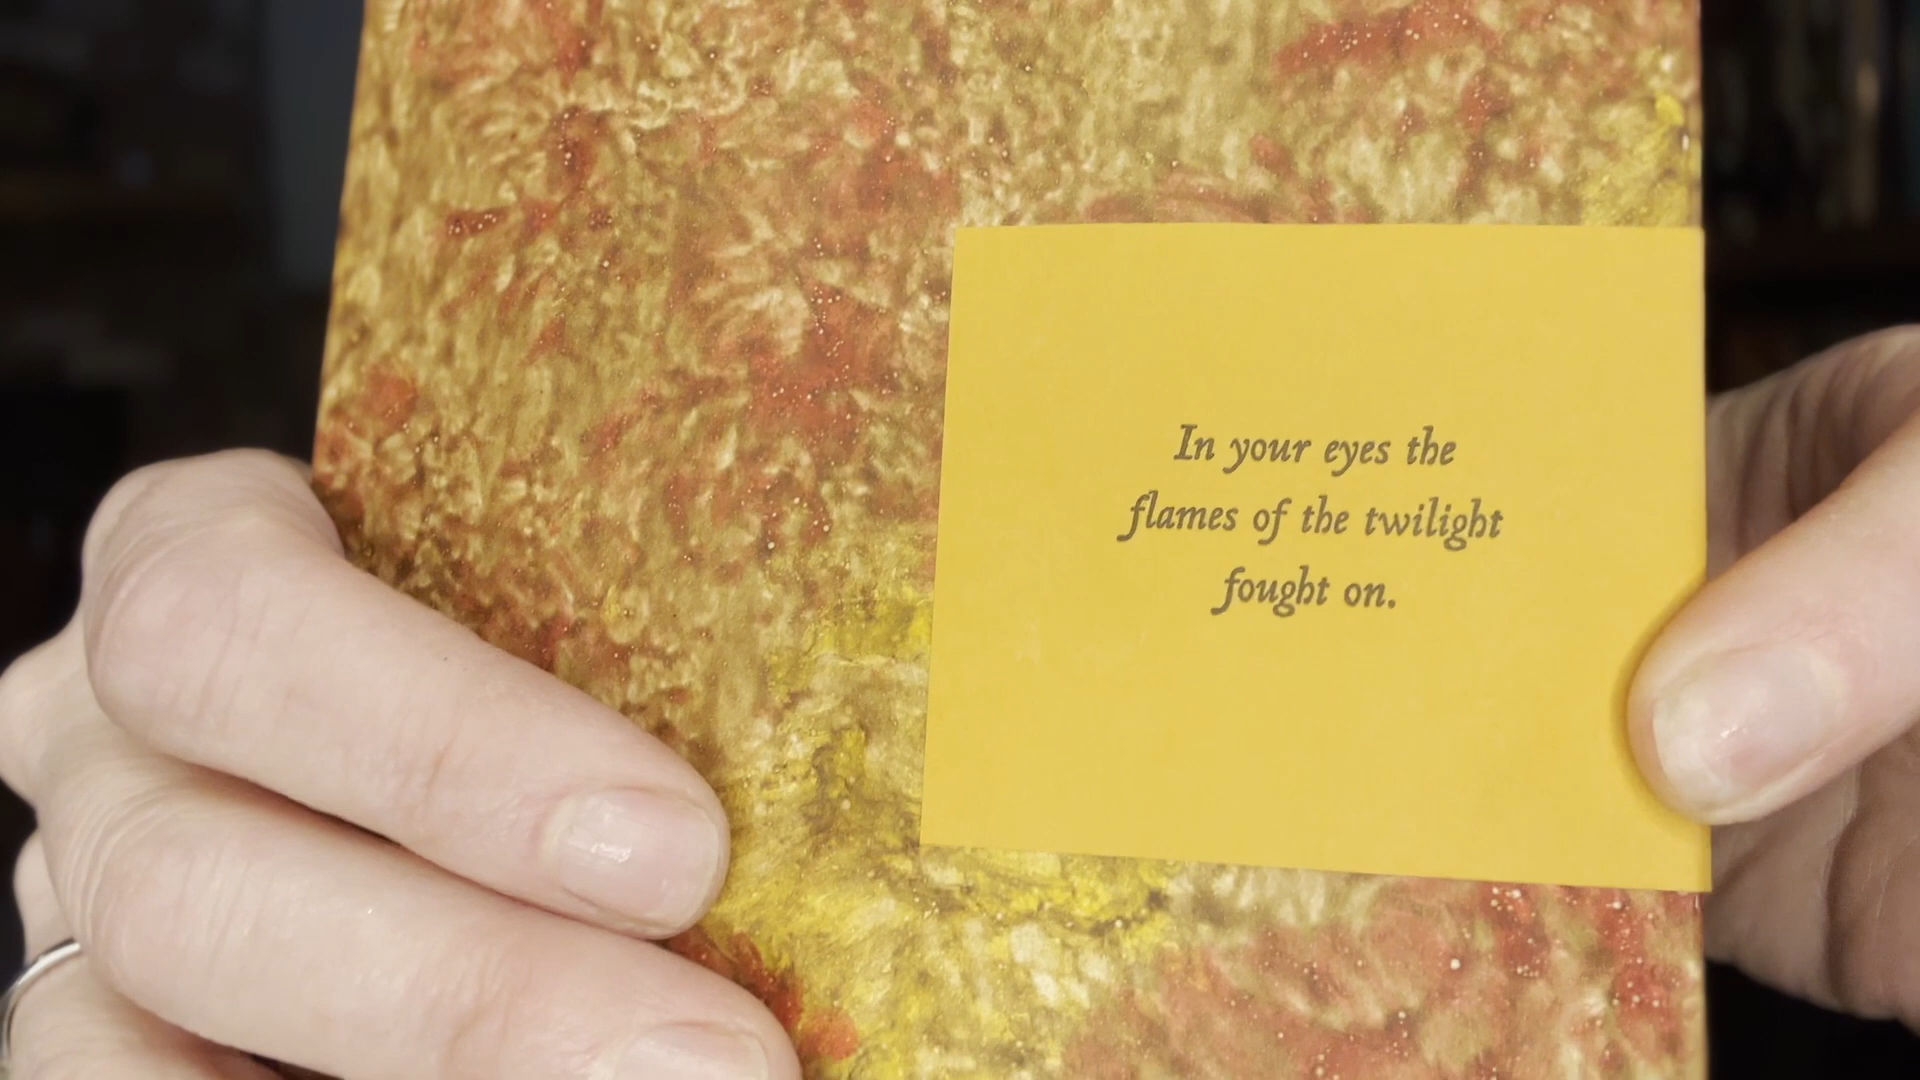 In your eyes the
flames of the twilight
fought on.